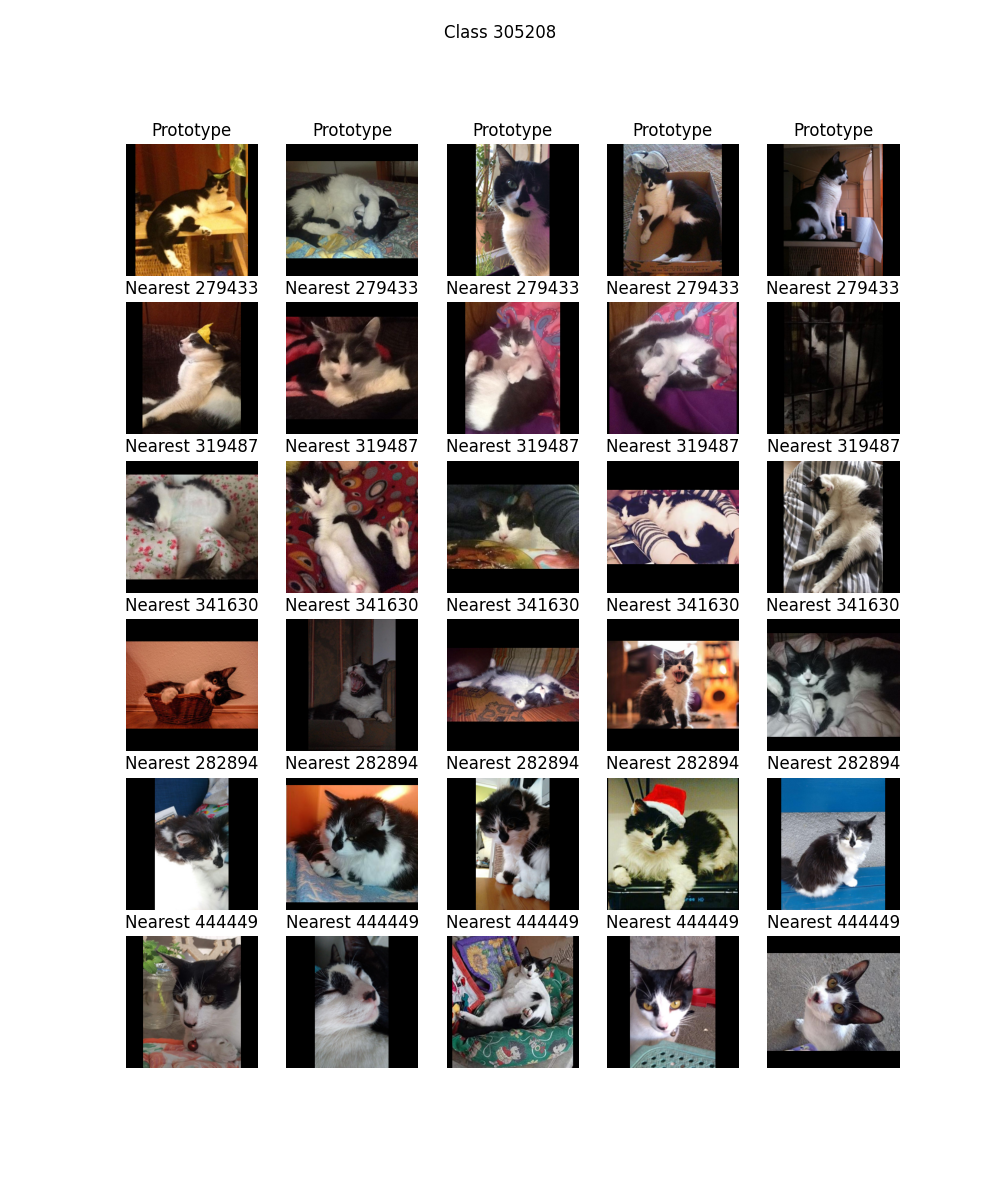 Class 305208
Prototype Prototype Prototype Prototype Prototype
Nearest 279433 Nearest 279433 Nearest 279433 Nearest 279433 Nearest 279433
Nearest 319487 Nearest 319487 Nearest 319487 Nearest 319487 Nearest 319487
Nearest 341630 Nearest 341630 Nearest 341630 Nearest 341630 Nearest 341630
Nearest 282894 Nearest 282894 Nearest 282894 Nearest 282894 Nearest 282894
Nearest 444449 Nearest 444449 Nearest 444449 Nearest 444449 Nearest 444449